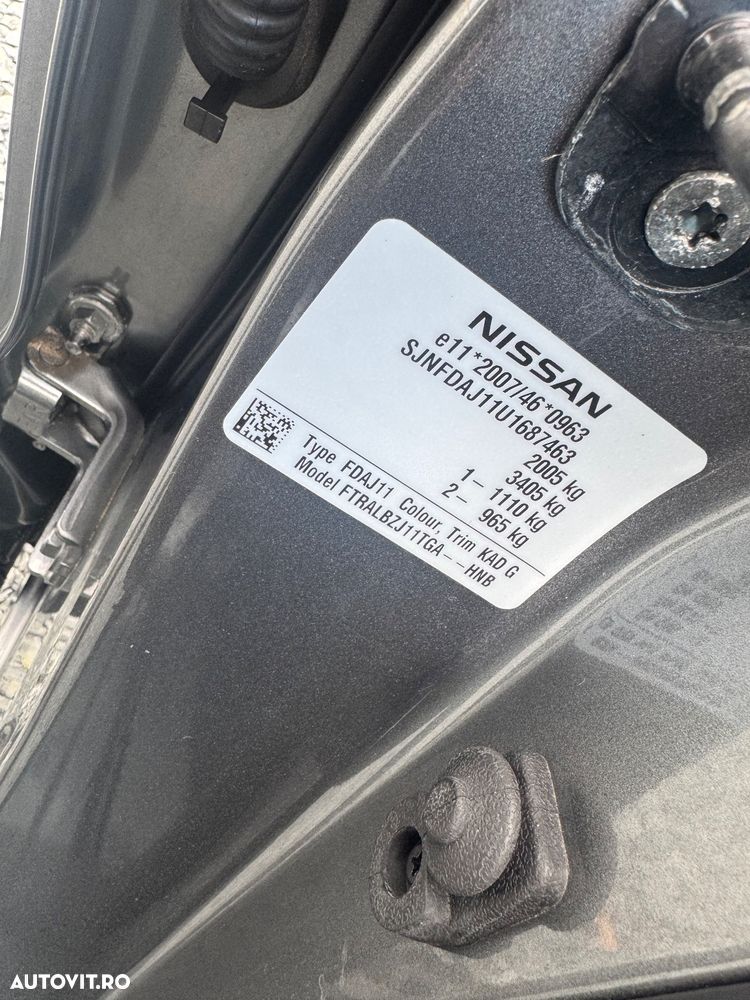 NISSAN
e11*2007/46*0963
SJNFDAJ11U1687463
2005 kg
3405 kg
1- 1110 kg
2- 965 kg
Type FDAJ11 Colour, Trim KAD G
Model FTRALBZJ11TGA--HNB
AUTOVIT.RO